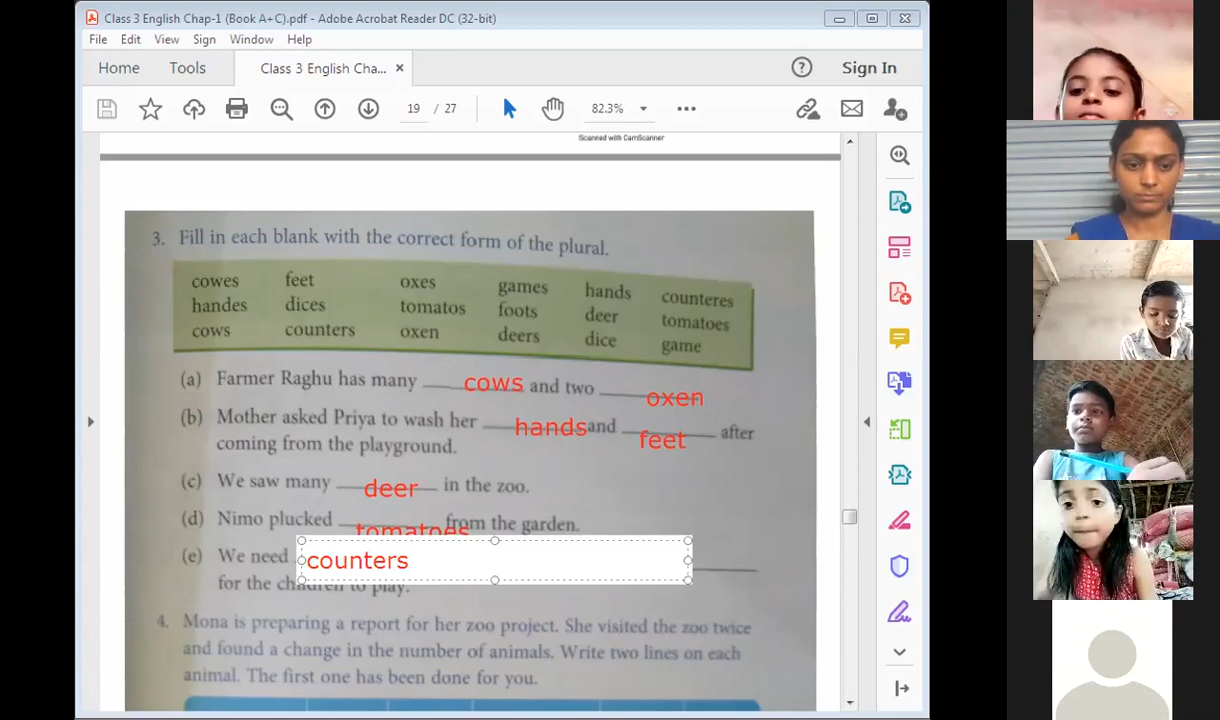 Class 3 English Chap-1 (Book A+C).pdf - Adobe Acrobat Reader DC (32-bit)
File Edit View Sign Window Help
Home Tools Class 3 English Cha... × Sign In
19 / 27 82.3%
Scanned with CamScanner
3. Fill in each blank with the correct form of the plural.
cowes feet oxes games hands counteres
handes dices tomatos foots deer tomatoes
cows counters oxen deers dice game
(a) Farmer Raghu has many cows and two oxen
(b) Mother asked Priya to wash her hands and feet after
coming from the playground.
(c) We saw many deer in the zoo.
(d) Nimo plucked tomatoes from the garden.
(e) We need counters
for the children to play.
4. Mona is preparing a report for her zoo project. She visited the zoo twice
and found a change in the number of animals. Write two lines on each
animal. The first one has been done for you.